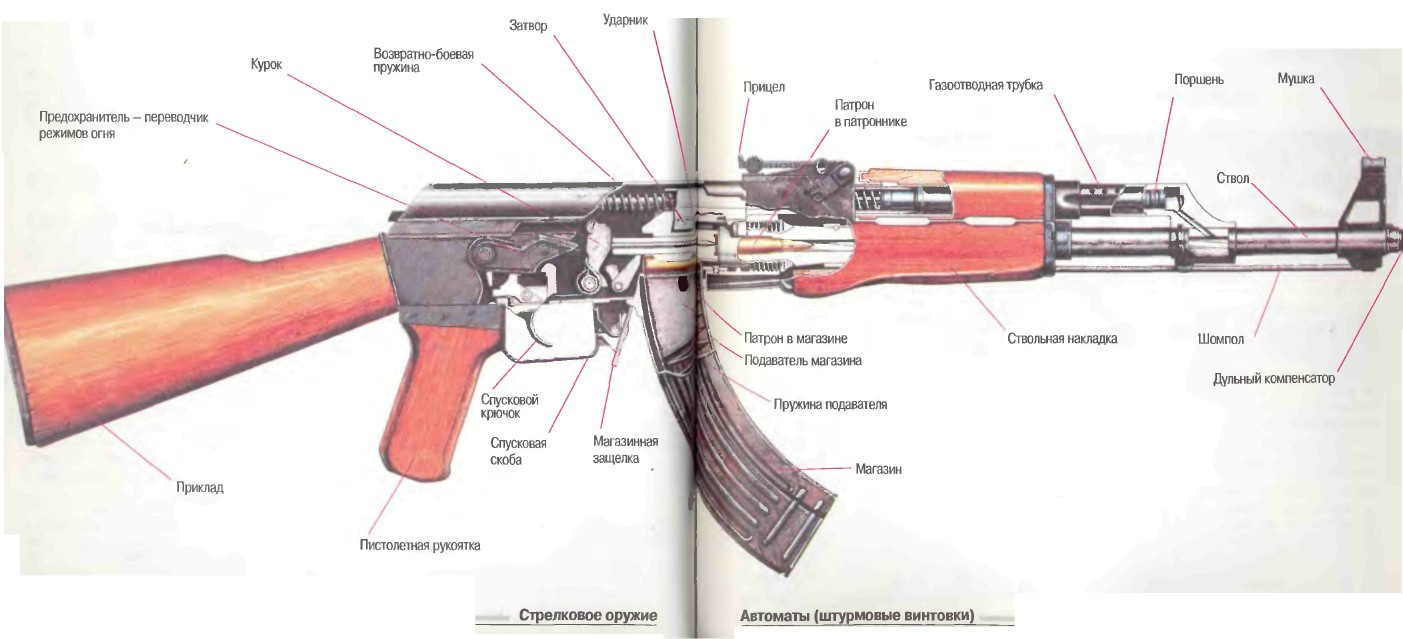 Ударник
Затвор
Возвратно-боевая
пружина
Курок
Предохранитель – переводчик
режимов огня
Прицел
Патрон
в патроннике
Газоотводная трубка
Поршень
Мушка
Ствол
Патрон в магазине
Подаватель магазина
Пружина подавателя
Магазин
Ствольная накладка
Шомпол
Дульный компенсатор
Спусковой
крючок
Спусковая
скоба
Магазинная
защелка
Приклад
Пистолетная рукоятка
Стрелковое оружие
Автоматы (штурмовые винтовки)